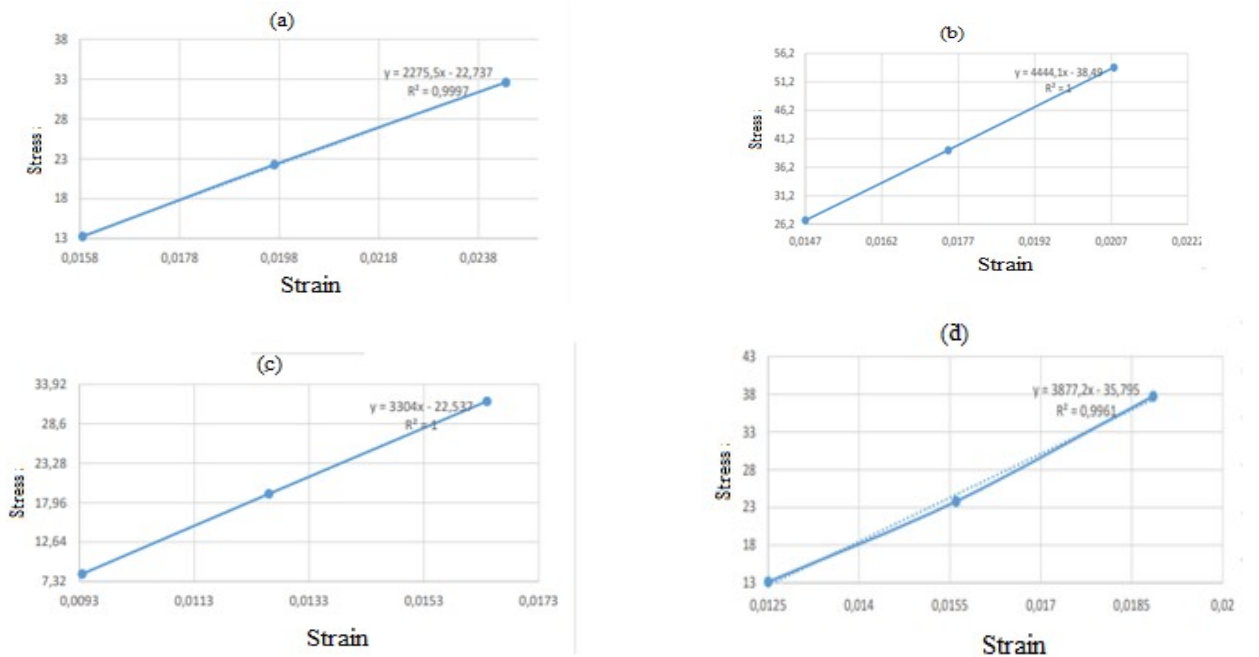 (a)
38
33
28
23
18
13
y = 2275,5x - 22,737
R² = 0,9997
Stress :
0,0158 0,0178 0,0198 0,0218 0,0238
Strain
(b)
56,2
51,2
46,2
41,2
36,2
31,2
26,2
y = 4444,1x - 38,49
R² = 1
Stress :
0,0147 0,0162 0,0177 0,0192 0,0207 0,0222
Strain
(c)
33,92
28,6
23,28
17,96
12,64
7,32
y = 3304x - 22,537
R² = 1
Stress :
0,0093 0,0113 0,0133 0,0153 0,0173
Strain
(d)
43
38
33
28
23
18
13
y = 3877,2x - 35,795
R² = 0,9961
Stress :
0,0125 0,014 0,0155 0,017 0,0185 0,02
Strain